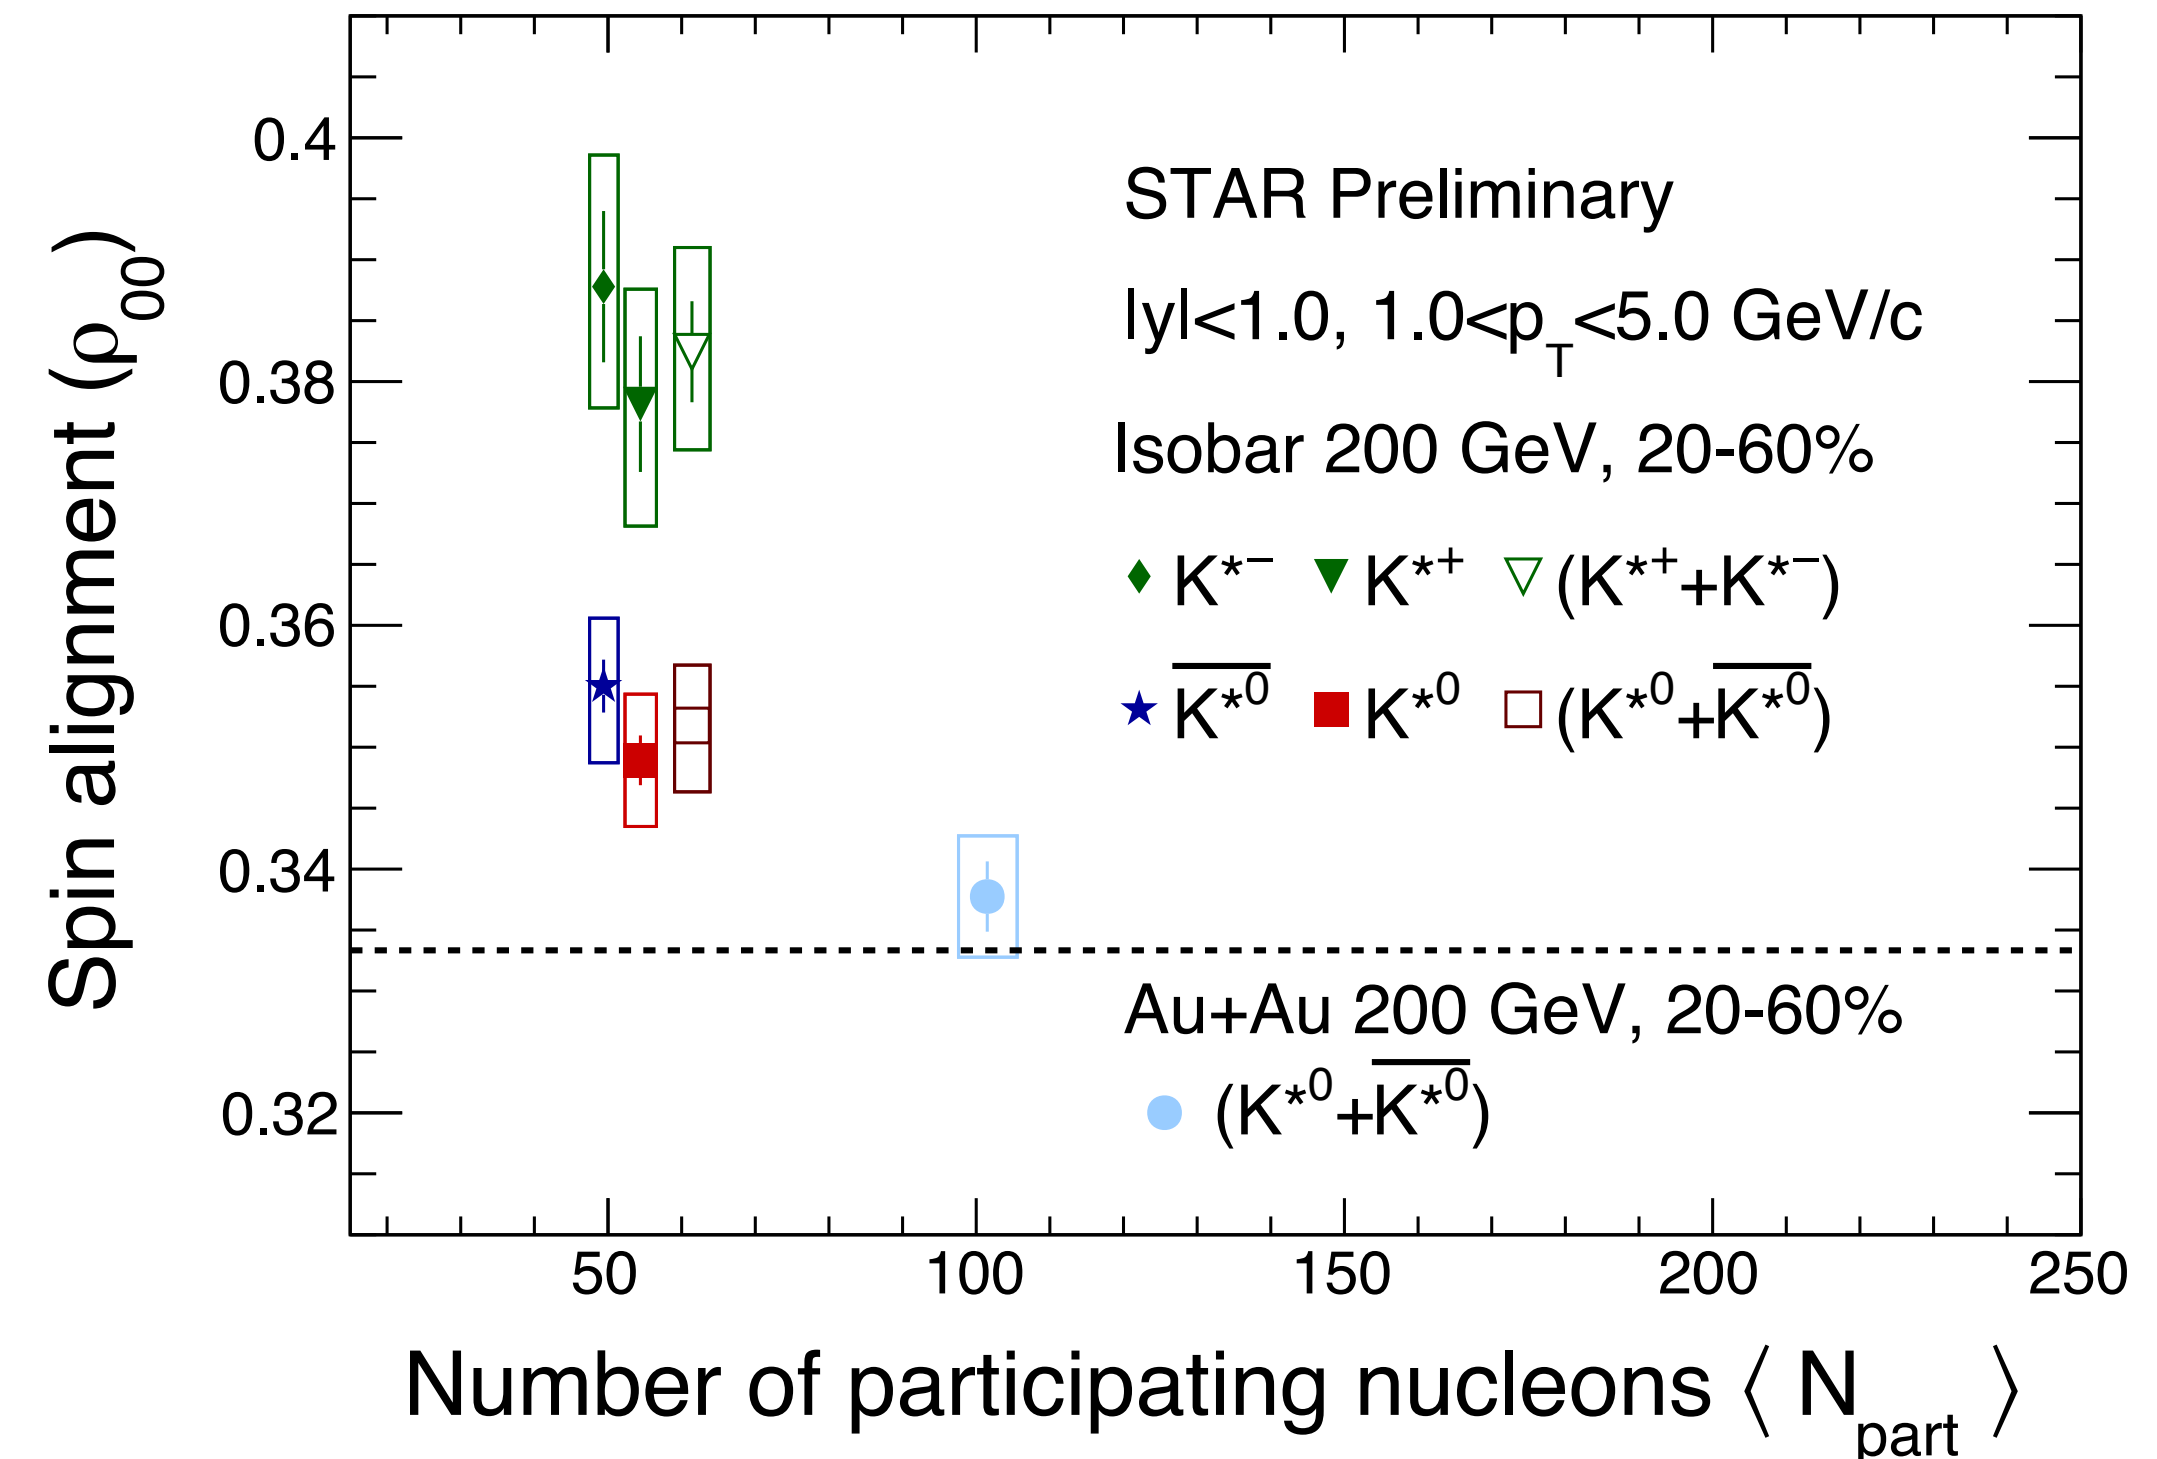 Spin alignment (ρ00)
0.4
0.38
0.36
0.34
0.32
STAR Preliminary
|y|<1.0, 1.0<pT<5.0 GeV/c
Isobar 200 GeV, 20-60%
K*− K*+ (K*++K*−)
K̅*̅0̅ K*0 (K*0+K̅*̅0̅)
Au+Au 200 GeV, 20-60%
(K*0+K̅*̅0̅)
50 100 150 200 250
Number of participating nucleons ⟨ Npart ⟩